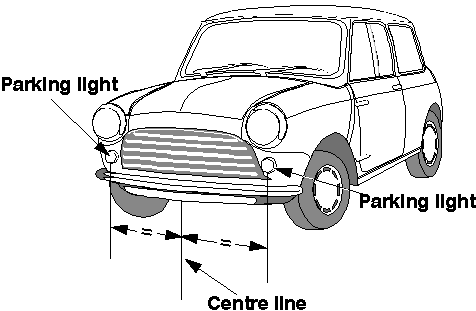 Parking light
Parking light
= =
Centre line